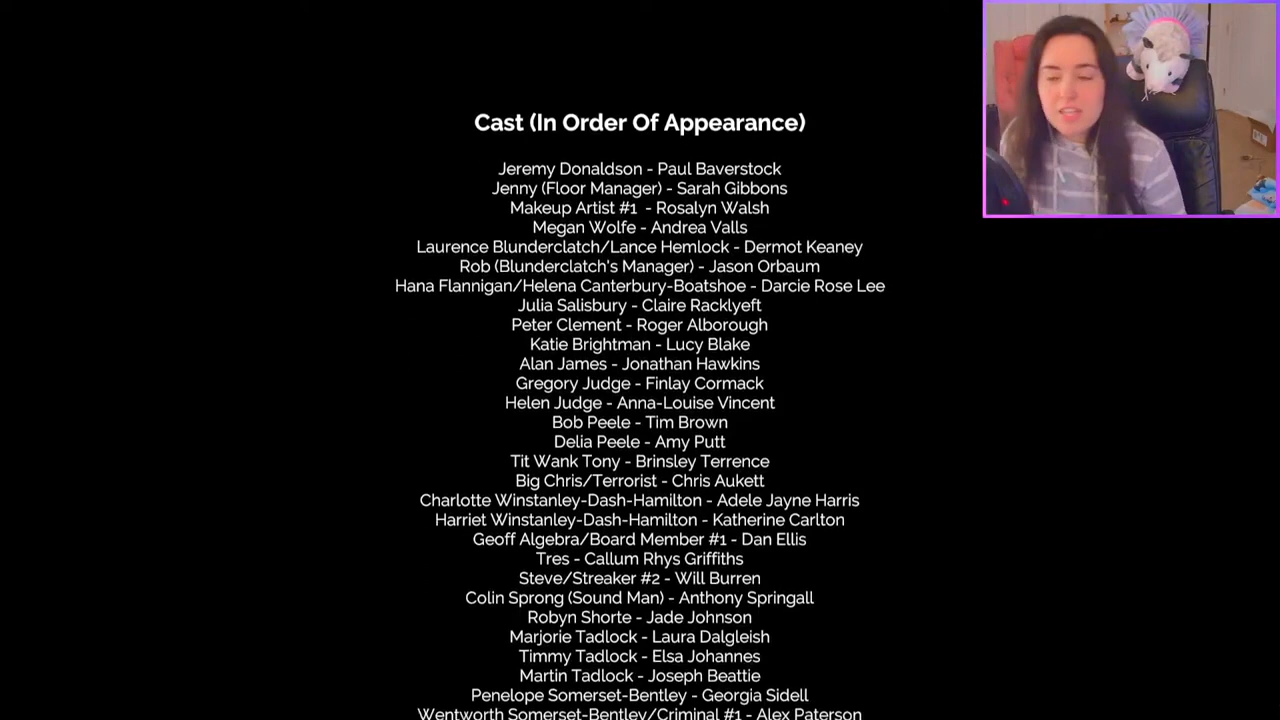 Cast (In Order Of Appearance)
Jeremy Donaldson - Paul Baverstock
Jenny (Floor Manager) - Sarah Gibbons
Makeup Artist #1 - Rosalyn Walsh
Megan Wolfe - Andrea Valls
Laurence Blunderclatch/Lance Hemlock - Dermot Keaney
Rob (Blunderclatch's Manager) - Jason Orbaum
Hana Flannigan/Helena Canterbury-Boatshoe - Darcie Rose Lee
Julia Salisbury - Claire Racklyeft
Peter Clement - Roger Alborough
Katie Brightman - Lucy Blake
Alan James - Jonathan Hawkins
Gregory Judge - Finlay Cormack
Helen Judge - Anna-Louise Vincent
Bob Peele - Tim Brown
Delia Peele - Amy Putt
Tit Wank Tony - Brinsley Terrence
Big Chris/Terrorist - Chris Aukett
Charlotte Winstanley-Dash-Hamilton - Adele Jayne Harris
Harriet Winstanley-Dash-Hamilton - Katherine Carlton
Geoff Algebra/Board Member #1 - Dan Ellis
Tres - Callum Rhys Griffiths
Steve/Streaker #2 - Will Burren
Colin Sprong (Sound Man) - Anthony Springall
Robyn Shorte - Jade Johnson
Marjorie Tadlock - Laura Dalgleish
Timmy Tadlock - Elsa Johannes
Martin Tadlock - Joseph Beattie
Penelope Somerset-Bentley - Georgia Sidell
Wentworth Somerset-Bentley/Criminal #1 - Alex Paterson